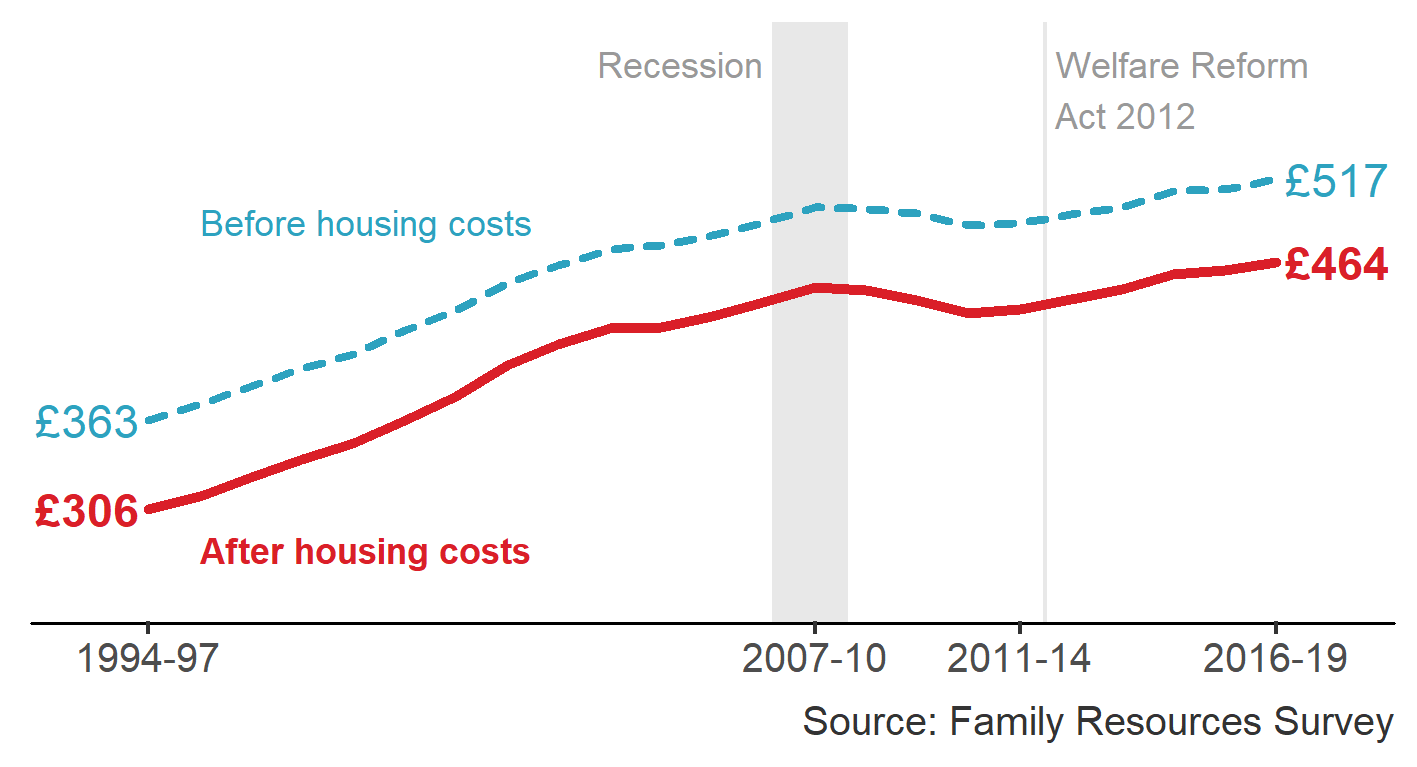 Recession
Welfare Reform
Act 2012
£517
Before housing costs
£464
£363
£306
After housing costs
1994-97
2007-10
2011-14
2016-19
Source: Family Resources Survey